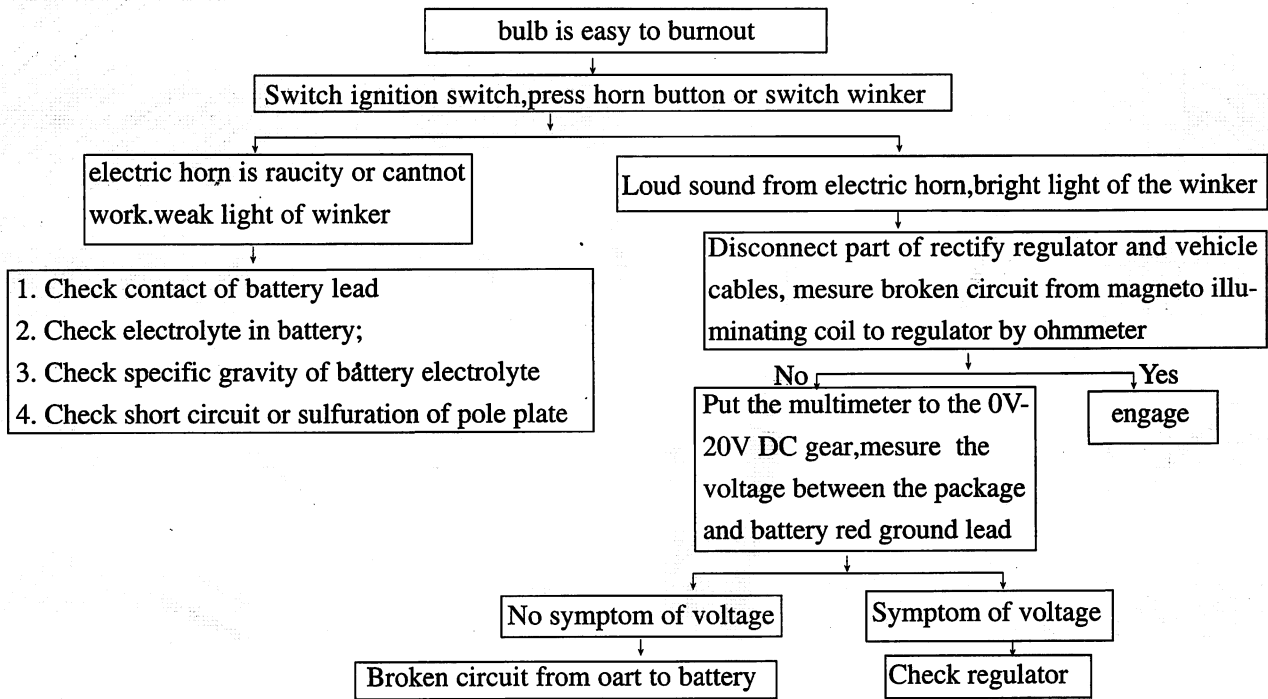 bulb is easy to burnout
Switch ignition switch,press horn button or switch winker
electric horn is raucity or cantnot
work.weak light of winker
Loud sound from electric horn,bright light of the winker
1. Check contact of battery lead
2. Check electrolyte in battery;
3. Check specific gravity of battery electrolyte
4. Check short circuit or sulfuration of pole plate
Disconnect part of rectify regulator and vehicle
cables, mesure broken circuit from magneto illu-
minating coil to regulator by ohmmeter
No
Yes
Put the multimeter to the 0V-
20V DC gear,mesure the
voltage between the package
and battery red ground lead
engage
No symptom of voltage
Symptom of voltage
Broken circuit from oart to battery
Check regulator